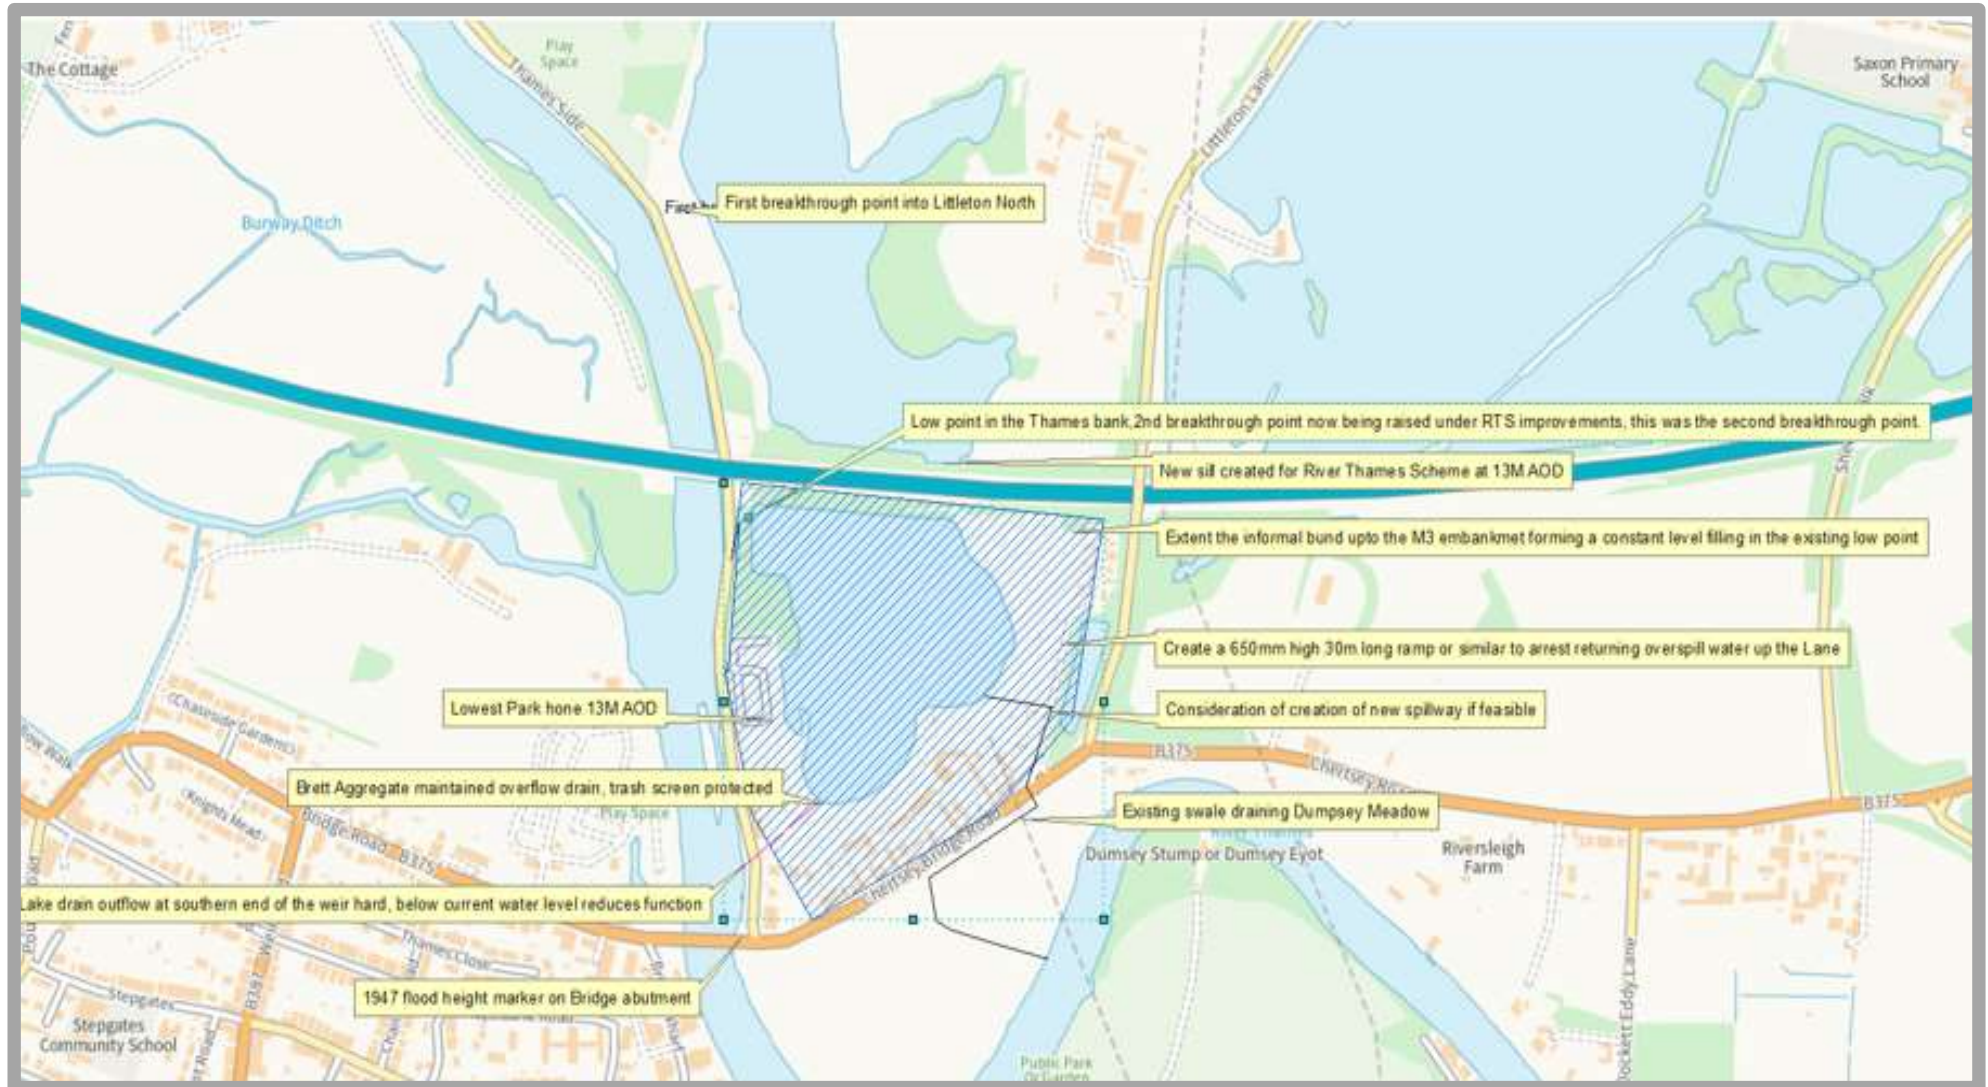 Play
Space
The Cottage
Thames Side
Littleton Lane
Saxon Primary
School
First breakthrough point into Littleton North
Burway Ditch
Low point in the Thames bank,2nd breakthrough point now being raised under RTS improvements, this was the second breakthrough point.
New sill created for River Thames Scheme at 13M AOD
Extent the informal bund upto the M3 embankmet forming a constant level filling in the existing low point
Create a 650mm high 30m long ramp or similar to arrest returning overspill water up the Lane
Lowest Park hone 13M AOD
Consideration of creation of new spillway if feasible
Chaseside Gardens
B375
Chertsey Road
Brett Aggregate maintained overflow drain, trash screen protected
Knights Mead
Play Space
Existing swale draining Dumpsey Meadow
B375
Bridge Road
B375
Chertsey Bridge Road
River Thames
Dumsey Stump or Dumsey Eyot
Riversleigh
Farm
Lake drain outflow at southern end of the weir hard, below current water level reduces function
Thames Close
B387
1947 flood height marker on Bridge abutment
Stepgates
Stepgates
Community School
Dockett Eddy Lane
Public Park
Or Garden